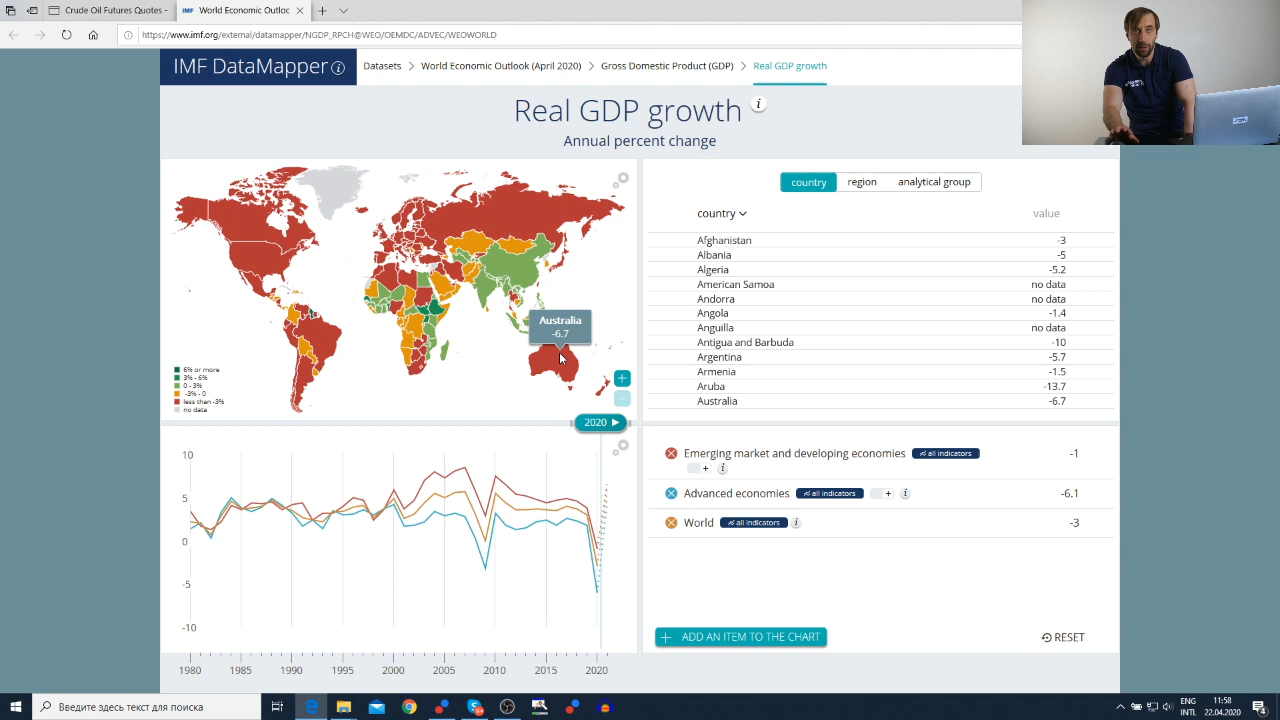 Crude Oil Futures Quotes -
IMF World Economic Outloc
https://www.imf.org/external/datamapper/NGDP_RPCH@WEO/OEMDC/ADVEC/WEOWORLD
IMF DataMapper
Datasets > World Economic Outlook (April 2020) > Gross Domestic Product (GDP) > Real GDP growth
Real GDP growth
Annual percent change
Australia
-6.7
6% or more
3% - 6%
0 - 3%
-3% - 0
less than -3%
no data
2020
country region analytical group
country value
Afghanistan -3
Albania -5
Algeria -5.2
American Samoa no data
Andorra no data
Angola -1.4
Anguilla no data
Antigua and Barbuda -10
Argentina -5.7
Armenia -1.5
Aruba -13.7
Australia -6.7
10
5
0
-5
-10
1980 1985 1990 1995 2000 2005 2010 2015 2020
Emerging market and developing economies all indicators -1
+ i
Advanced economies all indicators + i -6.1
World all indicators i -3
+ ADD AN ITEM TO THE CHART RESET
Введите здесь текст для поиска
ENG 11:58
INTL 22.04.2020